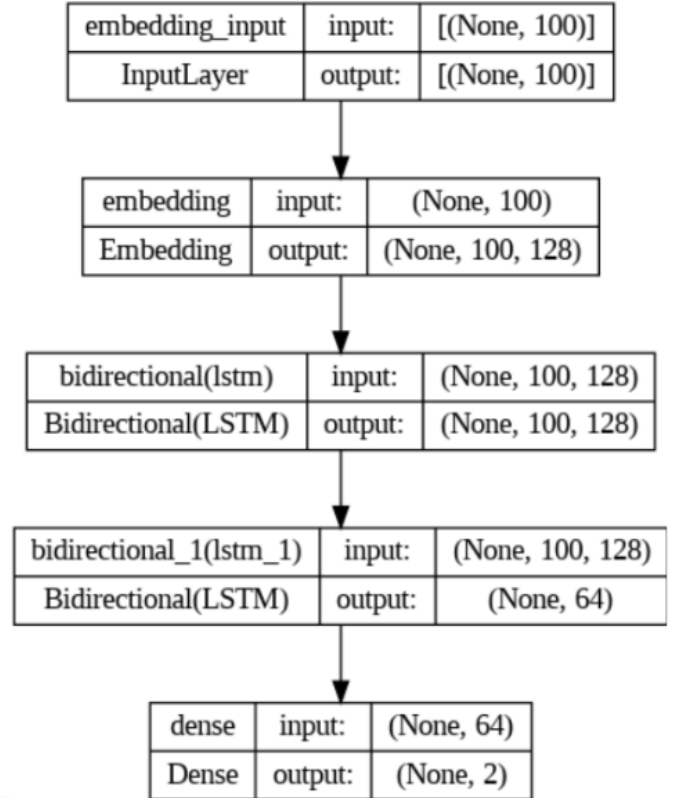 embedding_input input: [(None, 100)]
InputLayer output: [(None, 100)]
embedding input: (None, 100)
Embedding output: (None, 100, 128)
bidirectional(lstm) input: (None, 100, 128)
Bidirectional(LSTM) output: (None, 100, 128)
bidirectional_1(lstm_1) input: (None, 100, 128)
Bidirectional(LSTM) output: (None, 64)
dense input: (None, 64)
Dense output: (None, 2)